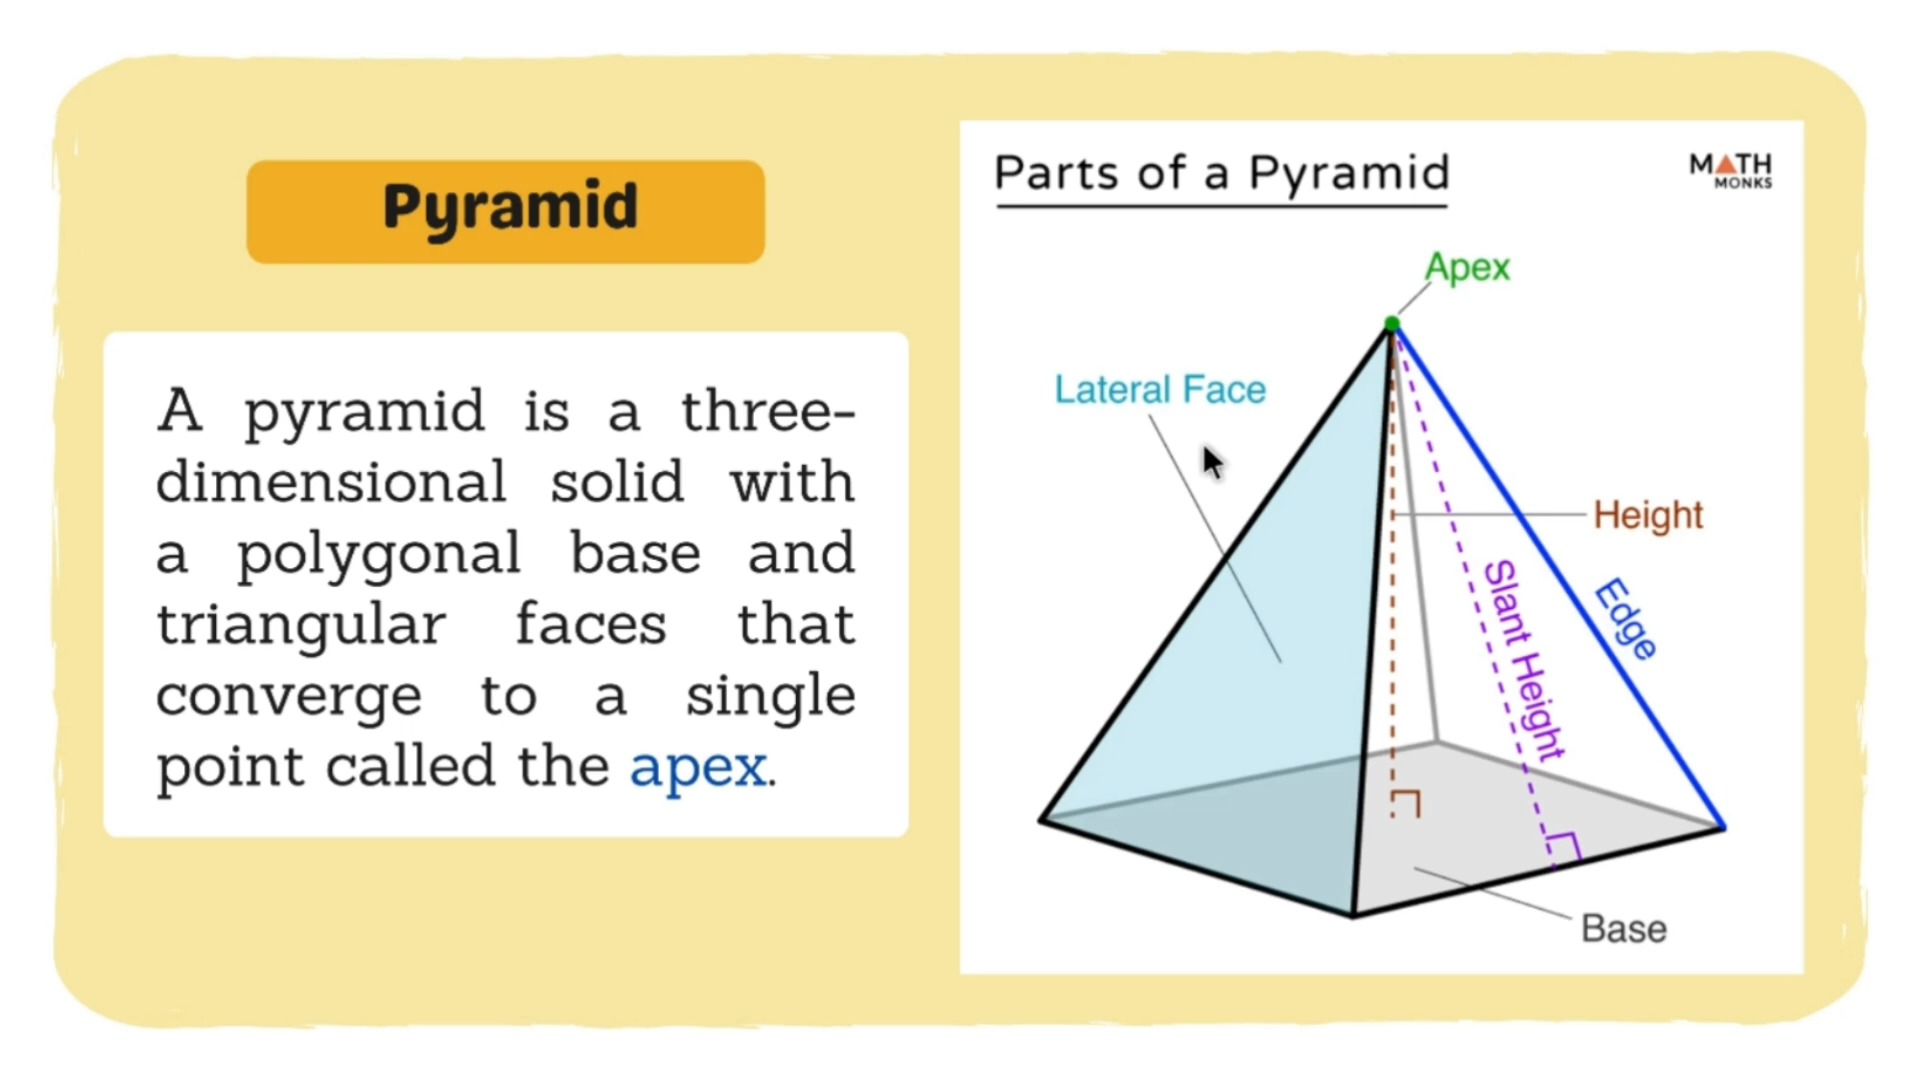 Pyramid
A pyramid is a three-
dimensional solid with
a polygonal base and
triangular faces that
converge to a single
point called the apex.
Parts of a Pyramid
MATH
MONKS
Apex
Lateral Face
Height
Edge
Slant Height
Base